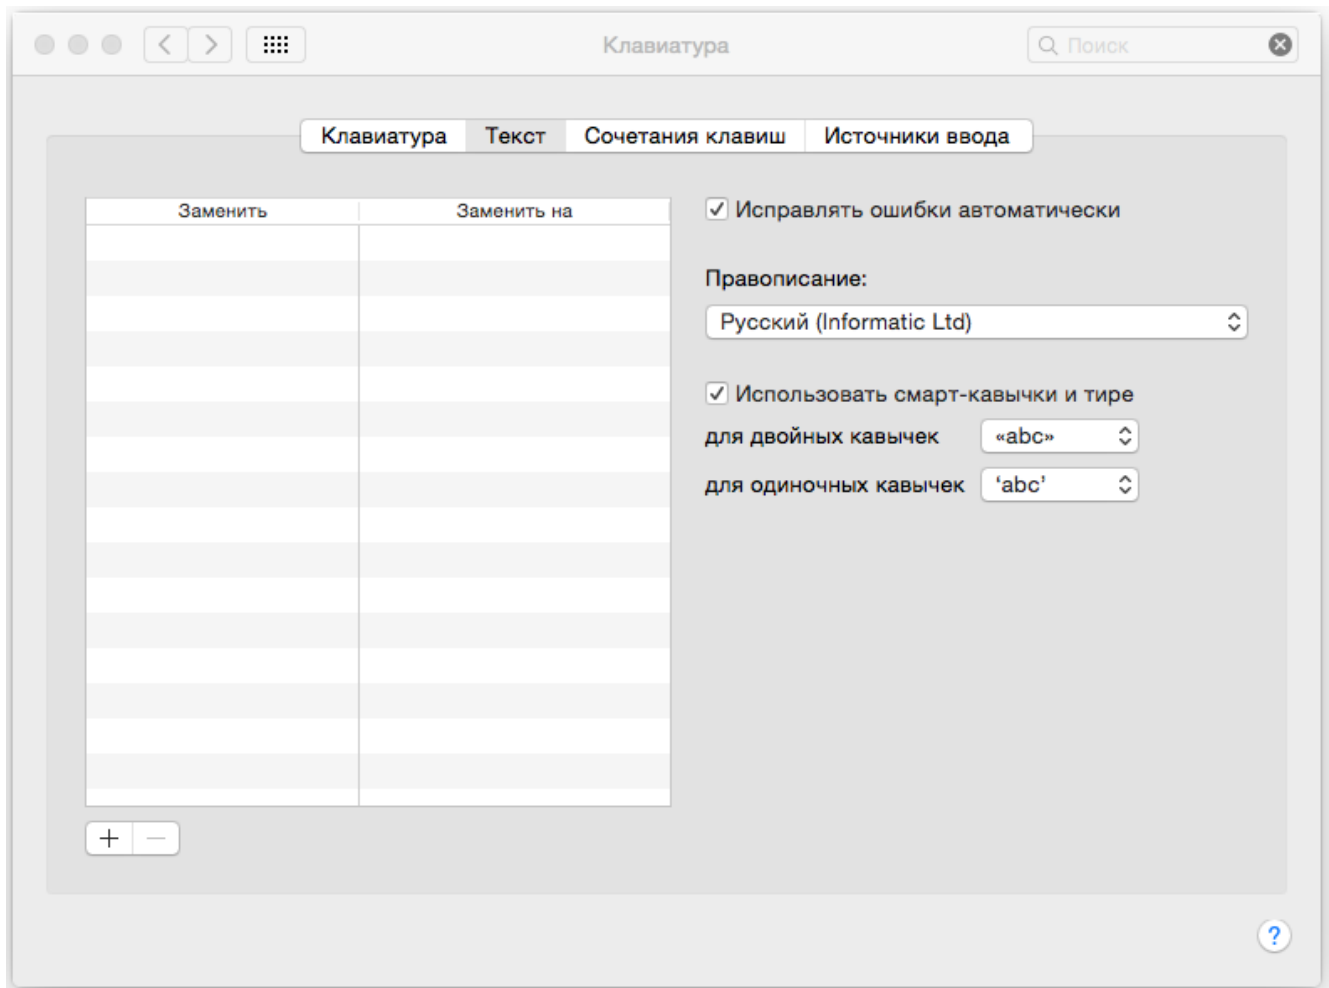 Клавиатура
Поиск
Клавиатура Текст Сочетания клавиш Источники ввода
Заменить Заменить на
Исправлять ошибки автоматически
Правописание:
Русский (Informatic Ltd)
Использовать смарт-кавычки и тире
для двойных кавычек «abc»
для одиночных кавычек ‘abc’
+ —
?